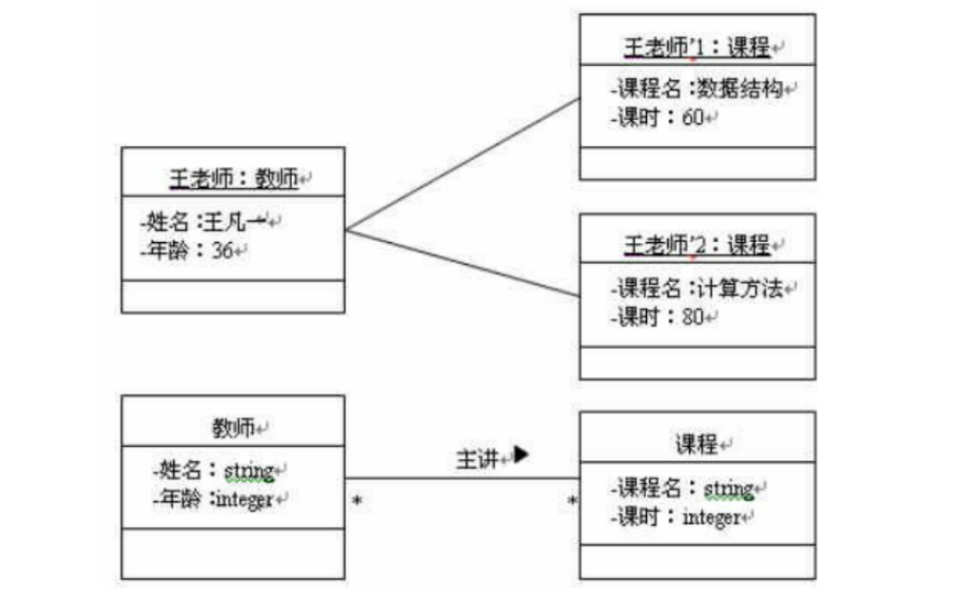 王老师'1：课程
-课程名：数据结构
-课时：60
王老师：教师
-姓名：王凡一
-年龄：36
王老师'2：课程
-课程名：计算方法
-课时：80
教师
-姓名：string
-年龄：integer
主讲
*
*
课程
-课程名：string
-课时：integer